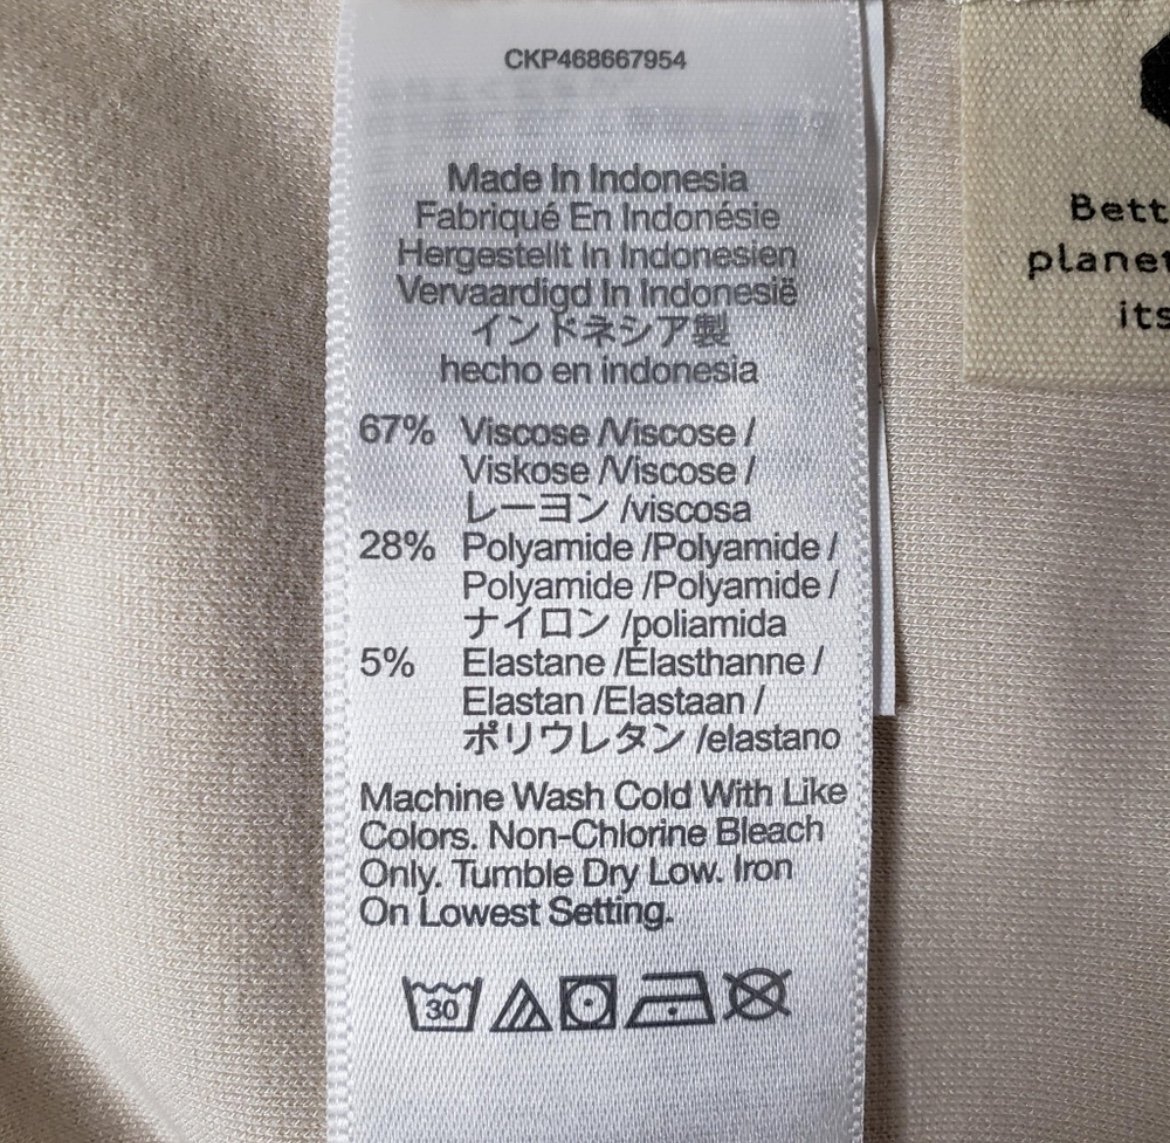 CKP468667954
Made In Indonesia
Fabriqué En Indonésie
Hergestellt In Indonesien
Vervaardigd In Indonesië
インドネシア製
hecho en indonesia
67% Viscose /Viscose /
Viskose /Viscose /
レーヨン /viscosa
28% Polyamide /Polyamide /
Polyamide /Polyamide /
ナイロン /poliamida
5% Elastane /Élasthanne /
Elastan /Elastaan /
ポリウレタン /elastano
Machine Wash Cold With Like
Colors. Non-Chlorine Bleach
Only. Tumble Dry Low. Iron
On Lowest Setting.
30
Bett
planet
its